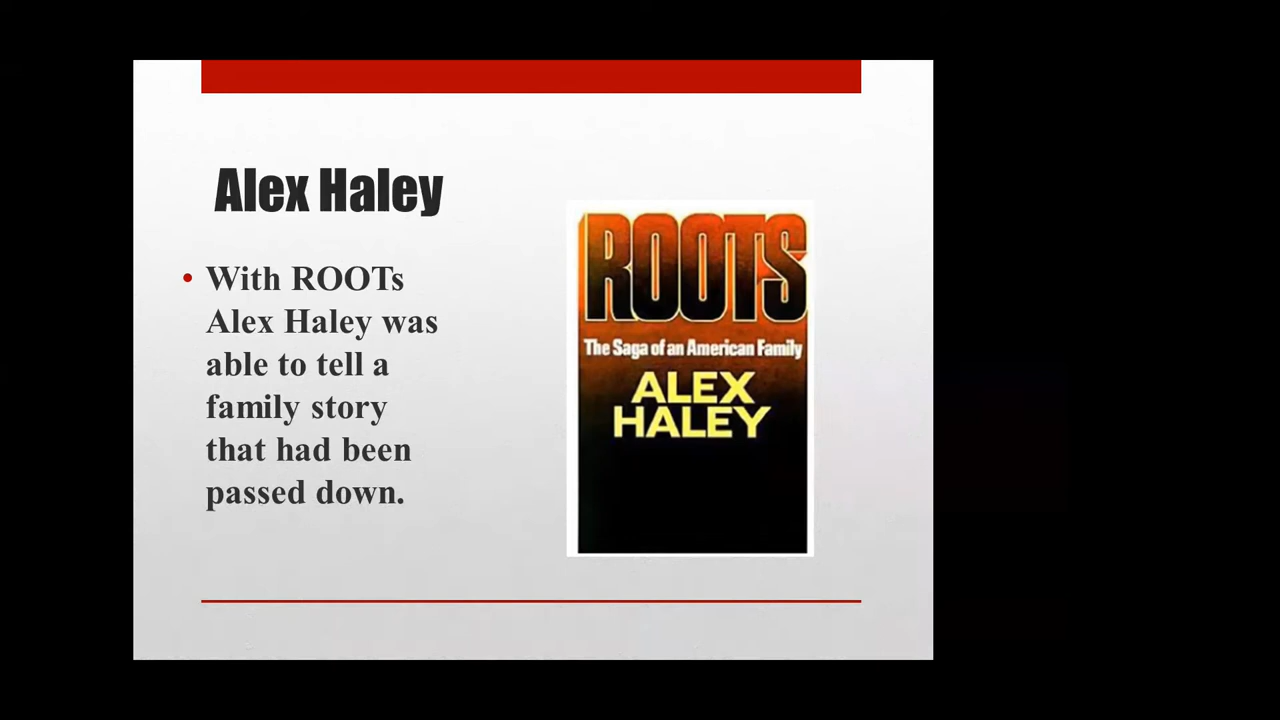 Alex Haley
• With ROOTs
Alex Haley was
able to tell a
family story
that had been
passed down.
ROOTS
The Saga of an American Family
ALEX
HALEY